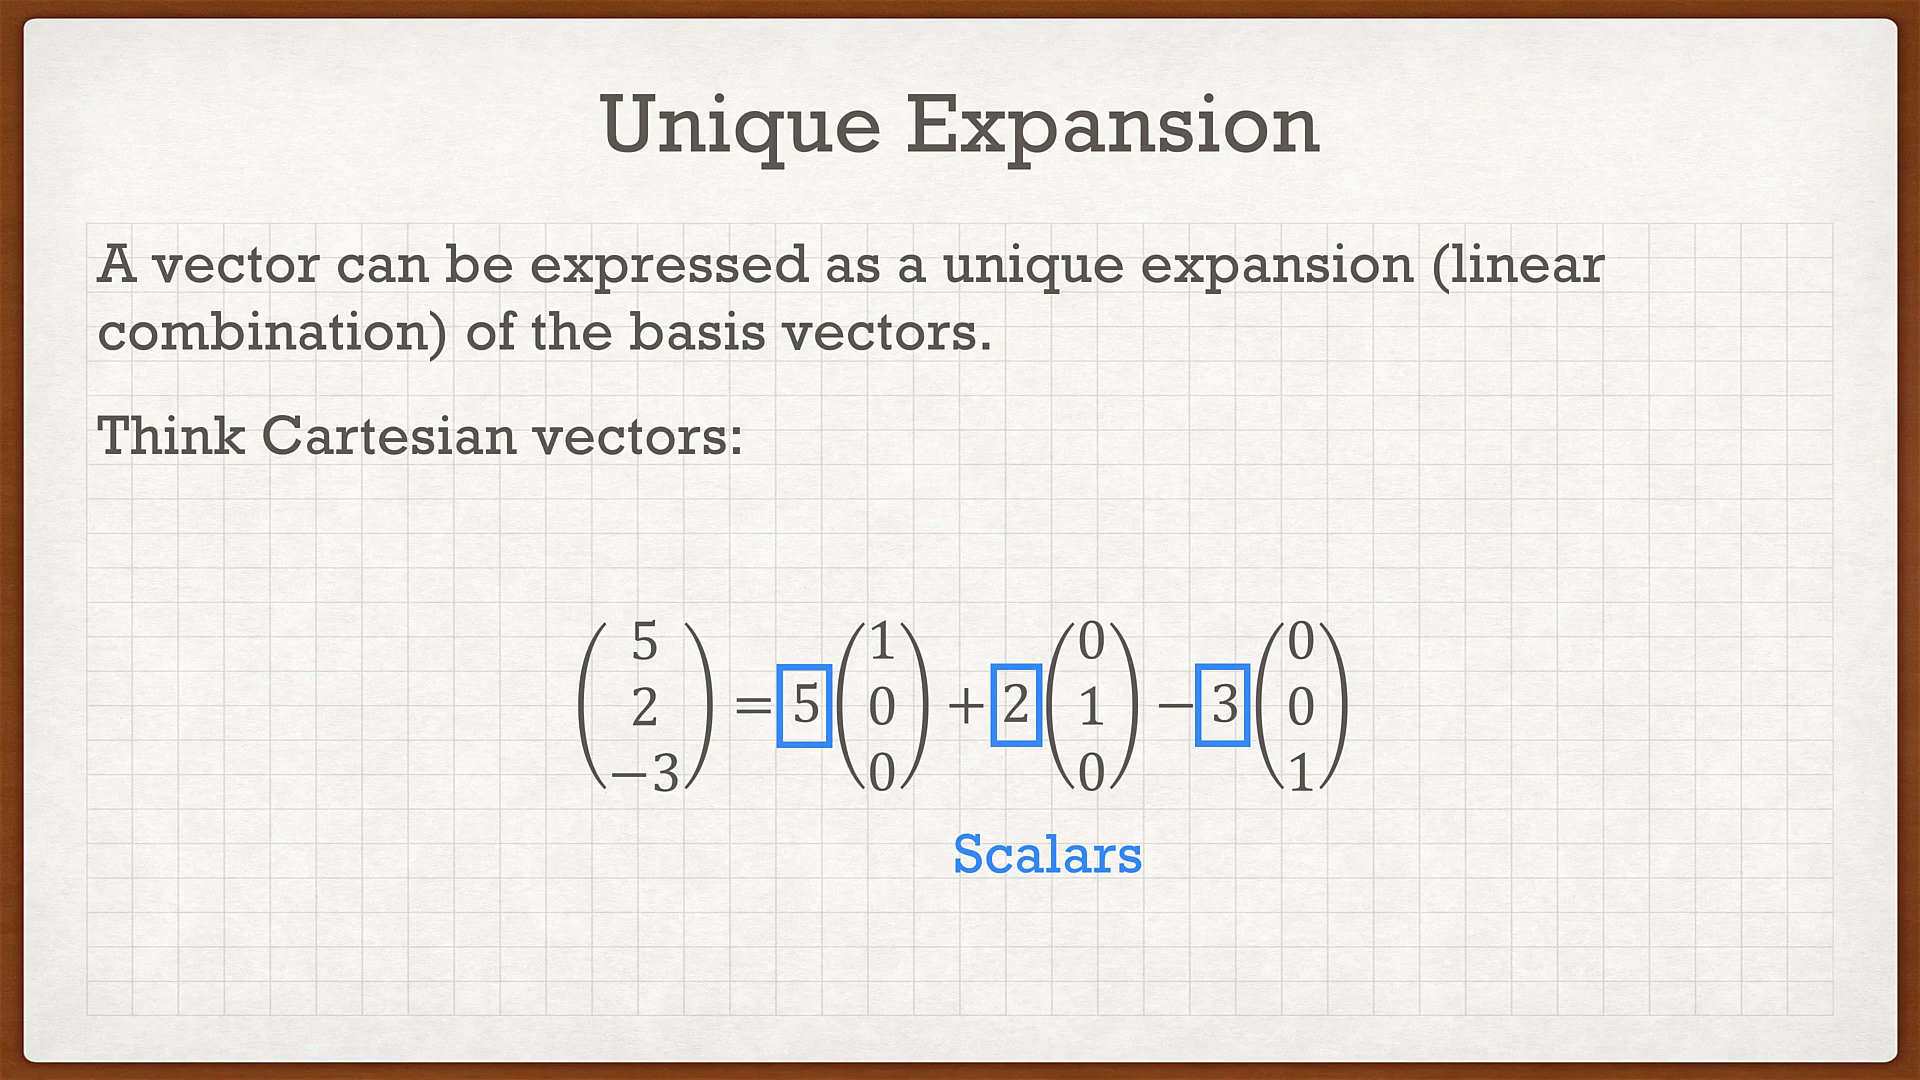 Unique Expansion
A vector can be expressed as a unique expansion (linear
combination) of the basis vectors.
Think Cartesian vectors:
(5 2 −3) = 5 (1 0 0) + 2 (0 1 0) − 3 (0 0 1)
Scalars